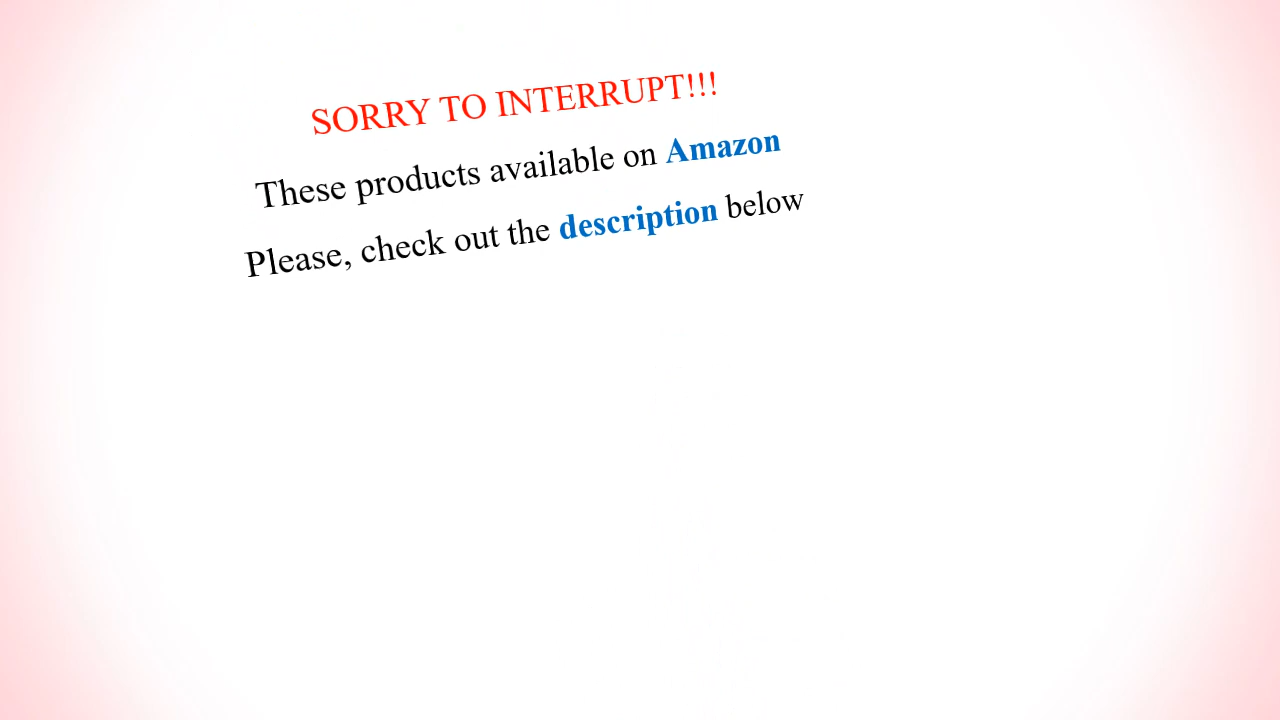 SORRY TO INTERRUPT!!!
These products available on Amazon
Please, check out the description below